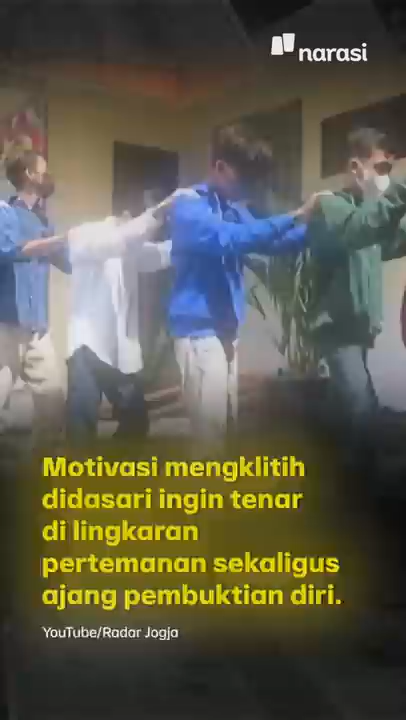 narasi
Motivasi mengklitih
didasari ingin tenar
di lingkaran
pertemanan sekaligus
ajang pembuktian diri.
YouTube/Radar Jogja